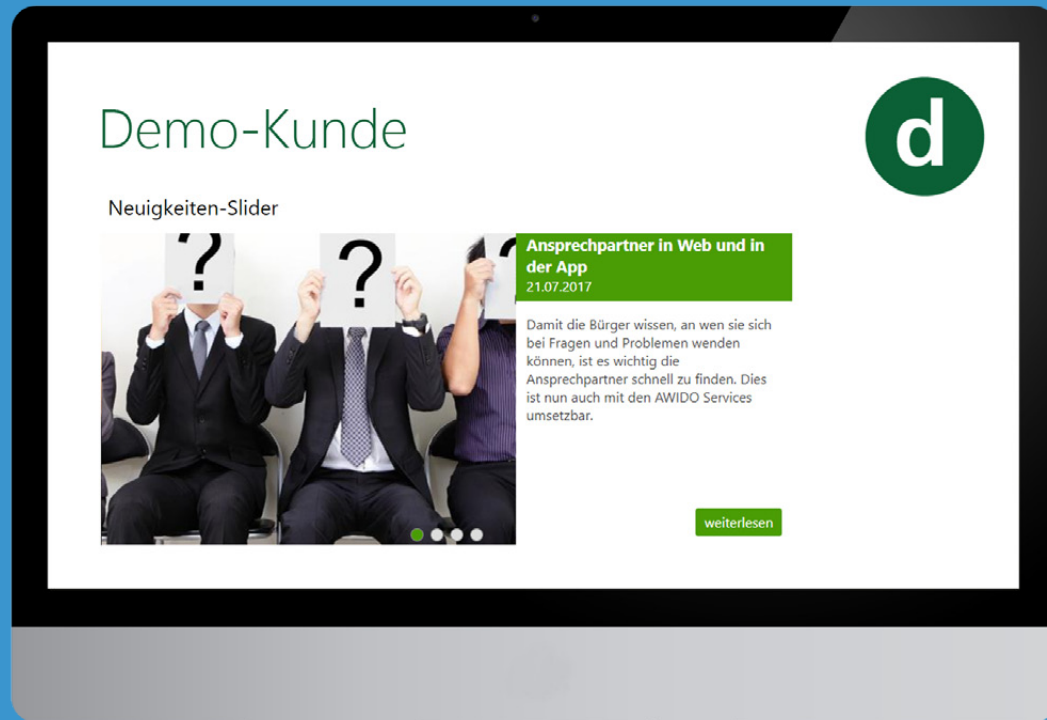 Demo-Kunde
d
Neuigkeiten-Slider
?
?
?
Ansprechpartner in Web und in
der App
21.07.2017
Damit die Bürger wissen, an wen sie sich
bei Fragen und Problemen wenden
können, ist es wichtig die
Ansprechpartner schnell zu finden. Dies
ist nun auch mit den AWIDO Services
umsetzbar.
weiterlesen